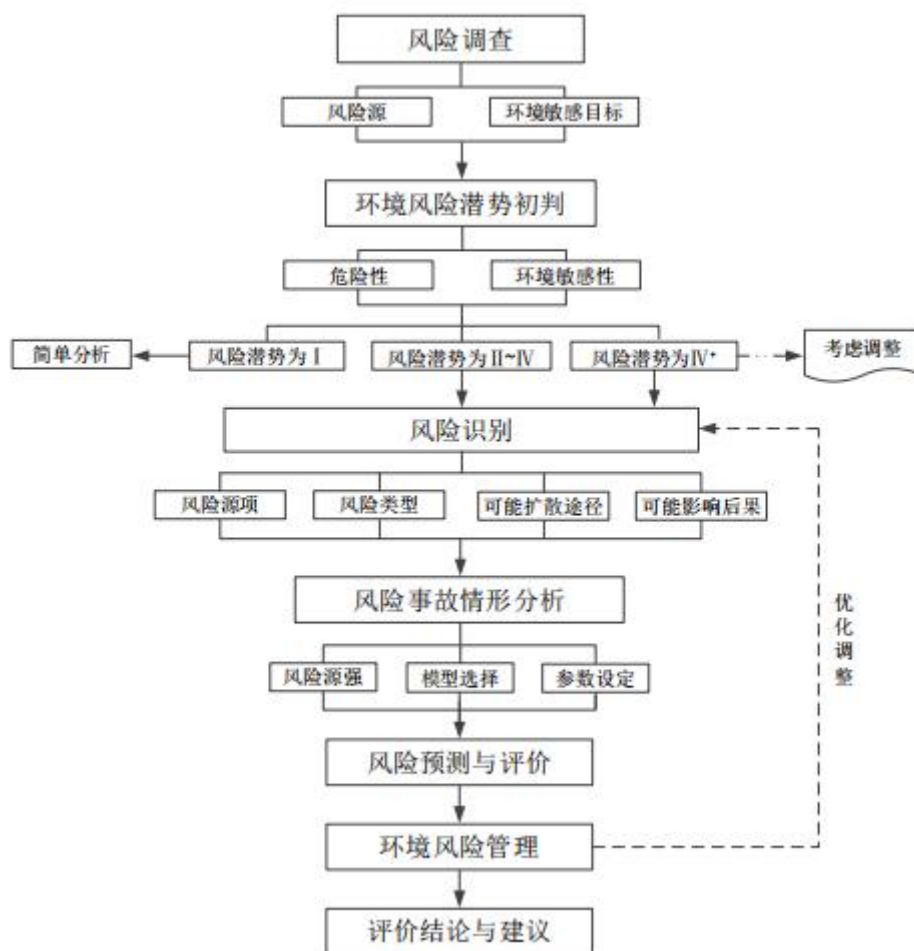 风险调查
风险源
环境敏感目标
环境风险潜势初判
危险性
环境敏感性
简单分析
风险潜势为Ⅰ
风险潜势为Ⅱ~Ⅳ
风险潜势为Ⅳ⁺
考虑调整
风险识别
风险源项
风险类型
可能扩散途径
可能影响后果
风险事故情形分析
优化调整
风险源强
模型选择
参数设定
风险预测与评价
环境风险管理
评价结论与建议